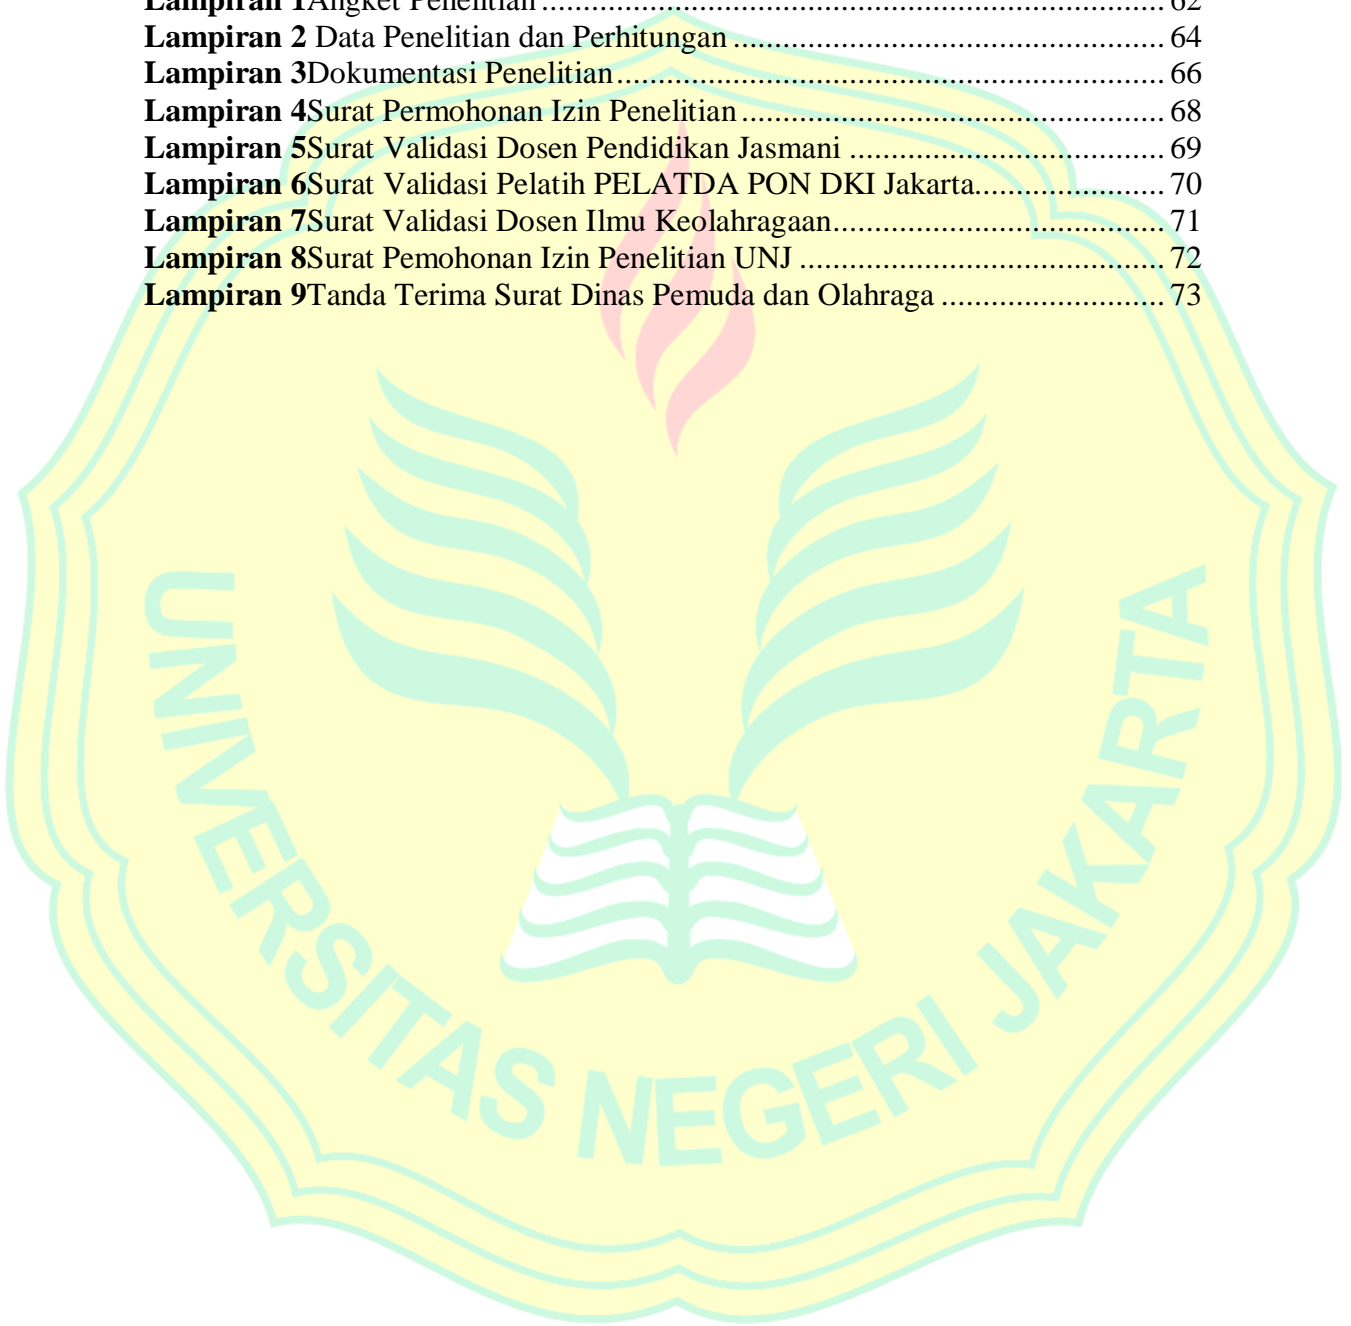 Lampiran 1Angket Penelitian ........................................................................... 62
Lampiran 2 Data Penelitian dan Perhitungan .................................................... 64
Lampiran 3Dokumentasi Penelitian .................................................................. 66
Lampiran 4Surat Permohonan Izin Penelitian ................................................... 68
Lampiran 5Surat Validasi Dosen Pendidikan Jasmani ...................................... 69
Lampiran 6Surat Validasi Pelatih PELATDA PON DKI Jakarta....................... 70
Lampiran 7Surat Validasi Dosen Ilmu Keolahragaan........................................ 71
Lampiran 8Surat Pemohonan Izin Penelitian UNJ ............................................ 72
Lampiran 9Tanda Terima Surat Dinas Pemuda dan Olahraga ........................... 73
UNIVERSITAS NEGERI JAKARTA